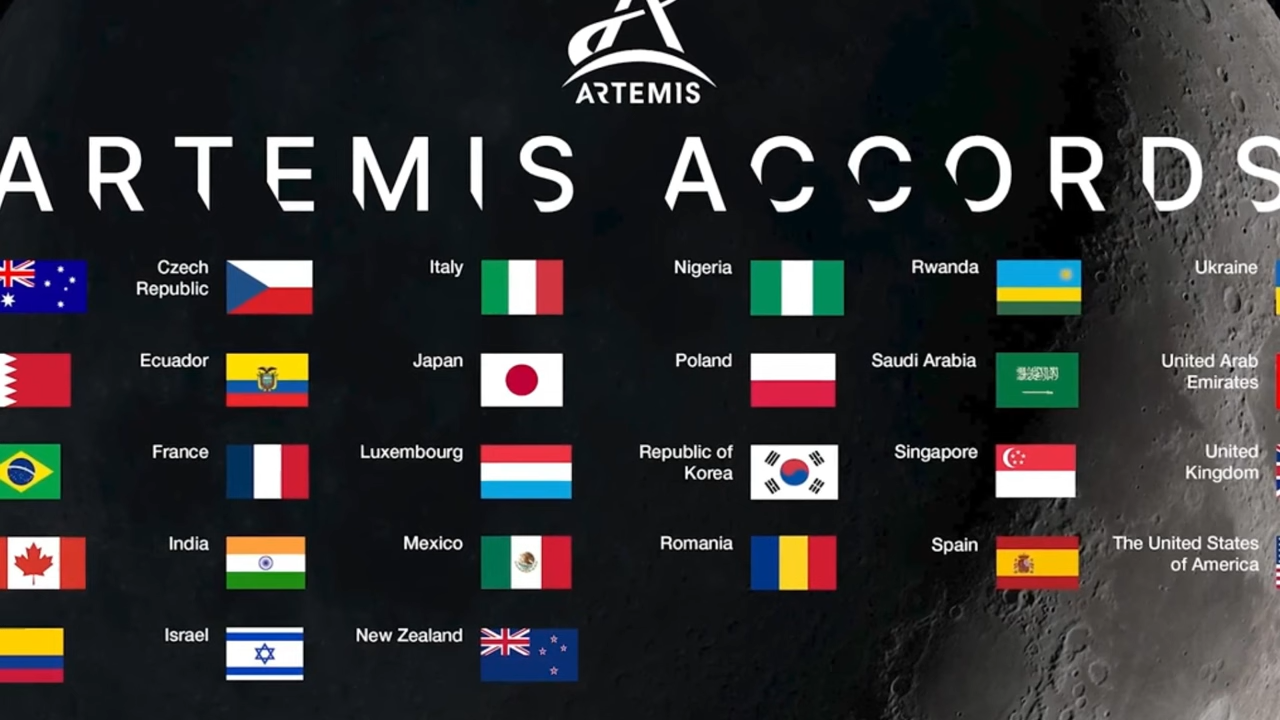 ARTEMIS
ARTEMIS ACCORDS
Czech
Republic
Ecuador
France
India
Israel
Italy
Japan
Luxembourg
Mexico
New Zealand
Nigeria
Poland
Republic of
Korea
Romania
Rwanda
Saudi Arabia
Singapore
Spain
Ukraine
United Arab
Emirates
United
Kingdom
The United States
of America